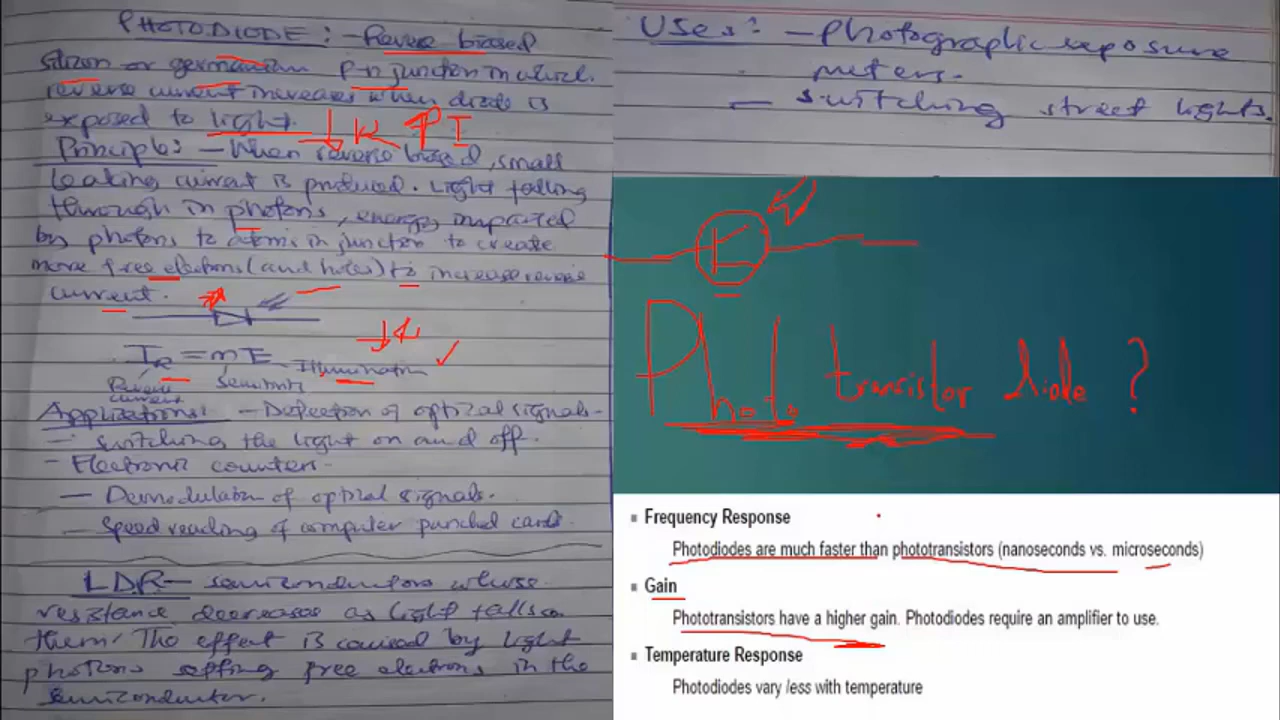 PHOTODIODE: - Reverse biased
silicon or germanium p-n junction in which
reverse current increases when diode is
exposed to light.
Principle: - When reverse biased, small
leaking current is produced. Light falling
through in photons, energy imparted
by photons to atoms in junction to create
more free electrons (and holes) to increase reverse
current.
IR = mE
Illumination
Reverse
current
Applications: - Detection of optical signals.
- Switching the light on and off.
- Electronic counters.
- Demodulation of optical signals.
- Speed reading of computer punched cards.
LDR - semiconductors whose
resistance decreases as light falls on
them. The effect is caused by light
photons setting free electrons in the
semiconductor.
Uses: - Photographic exposure
meters.
- switching street lights.
Photo transistor diode ?
Frequency Response
Photodiodes are much faster than phototransistors (nanoseconds vs. microseconds)
Gain
Phototransistors have a higher gain. Photodiodes require an amplifier to use.
Temperature Response
Photodiodes vary less with temperature